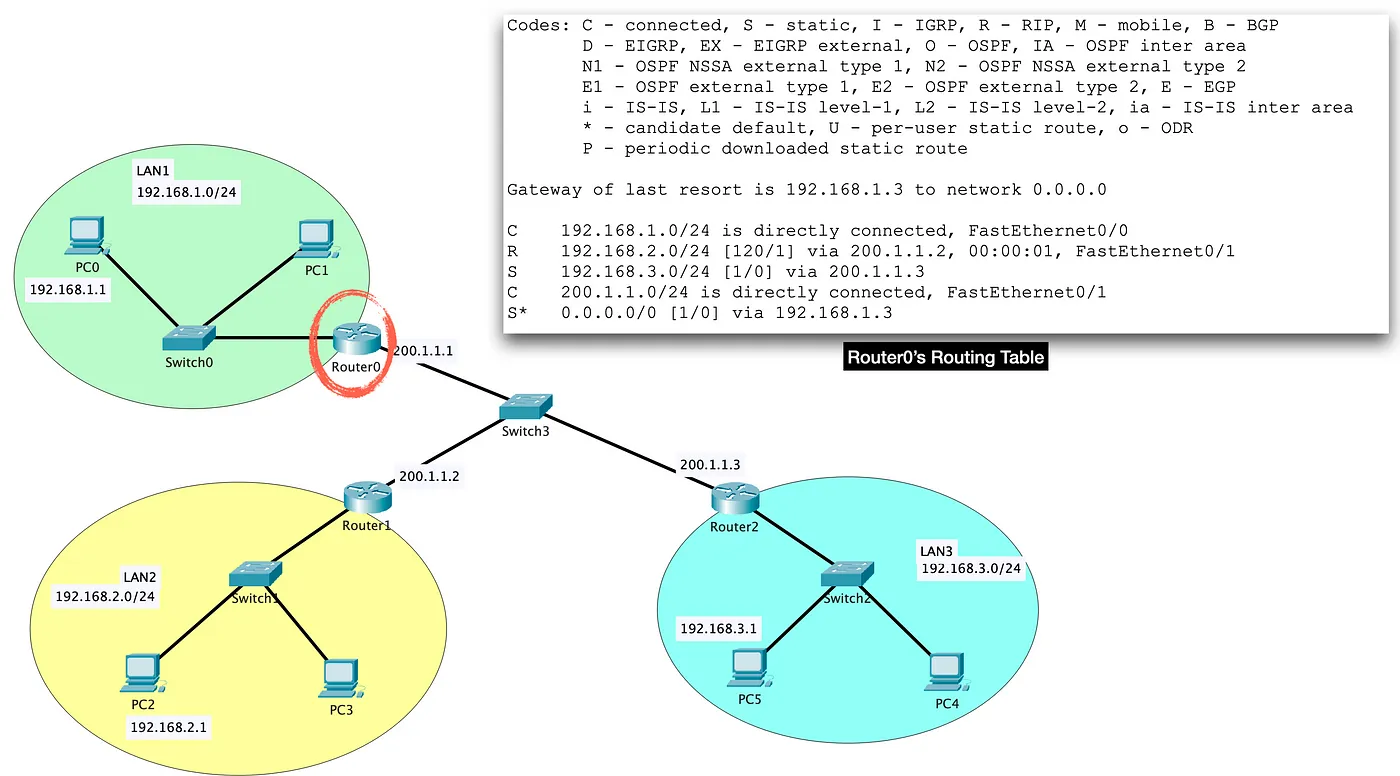 Codes: C - connected, S - static, I - IGRP, R - RIP, M - mobile, B - BGP
D - EIGRP, EX - EIGRP external, O - OSPF, IA - OSPF inter area
N1 - OSPF NSSA external type 1, N2 - OSPF NSSA external type 2
E1 - OSPF external type 1, E2 - OSPF external type 2, E - EGP
i - IS-IS, L1 - IS-IS level-1, L2 - IS-IS level-2, ia - IS-IS inter area
* - candidate default, U - per-user static route, o - ODR
P - periodic downloaded static route
Gateway of last resort is 192.168.1.3 to network 0.0.0.0
C 192.168.1.0/24 is directly connected, FastEthernet0/0
R 192.168.2.0/24 [120/1] via 200.1.1.2, 00:00:01, FastEthernet0/1
S 192.168.3.0/24 [1/0] via 200.1.1.3
C 200.1.1.0/24 is directly connected, FastEthernet0/1
S* 0.0.0.0/0 [1/0] via 192.168.1.3
Router0's Routing Table
LAN1
192.168.1.0/24
PC0
PC1
192.168.1.1
Switch0
Router0
200.1.1.1
Switch3
200.1.1.2
200.1.1.3
Router1
Router2
LAN2
192.168.2.0/24
Switch1
PC2
PC3
192.168.2.1
LAN3
192.168.3.0/24
Switch2
192.168.3.1
PC5
PC4